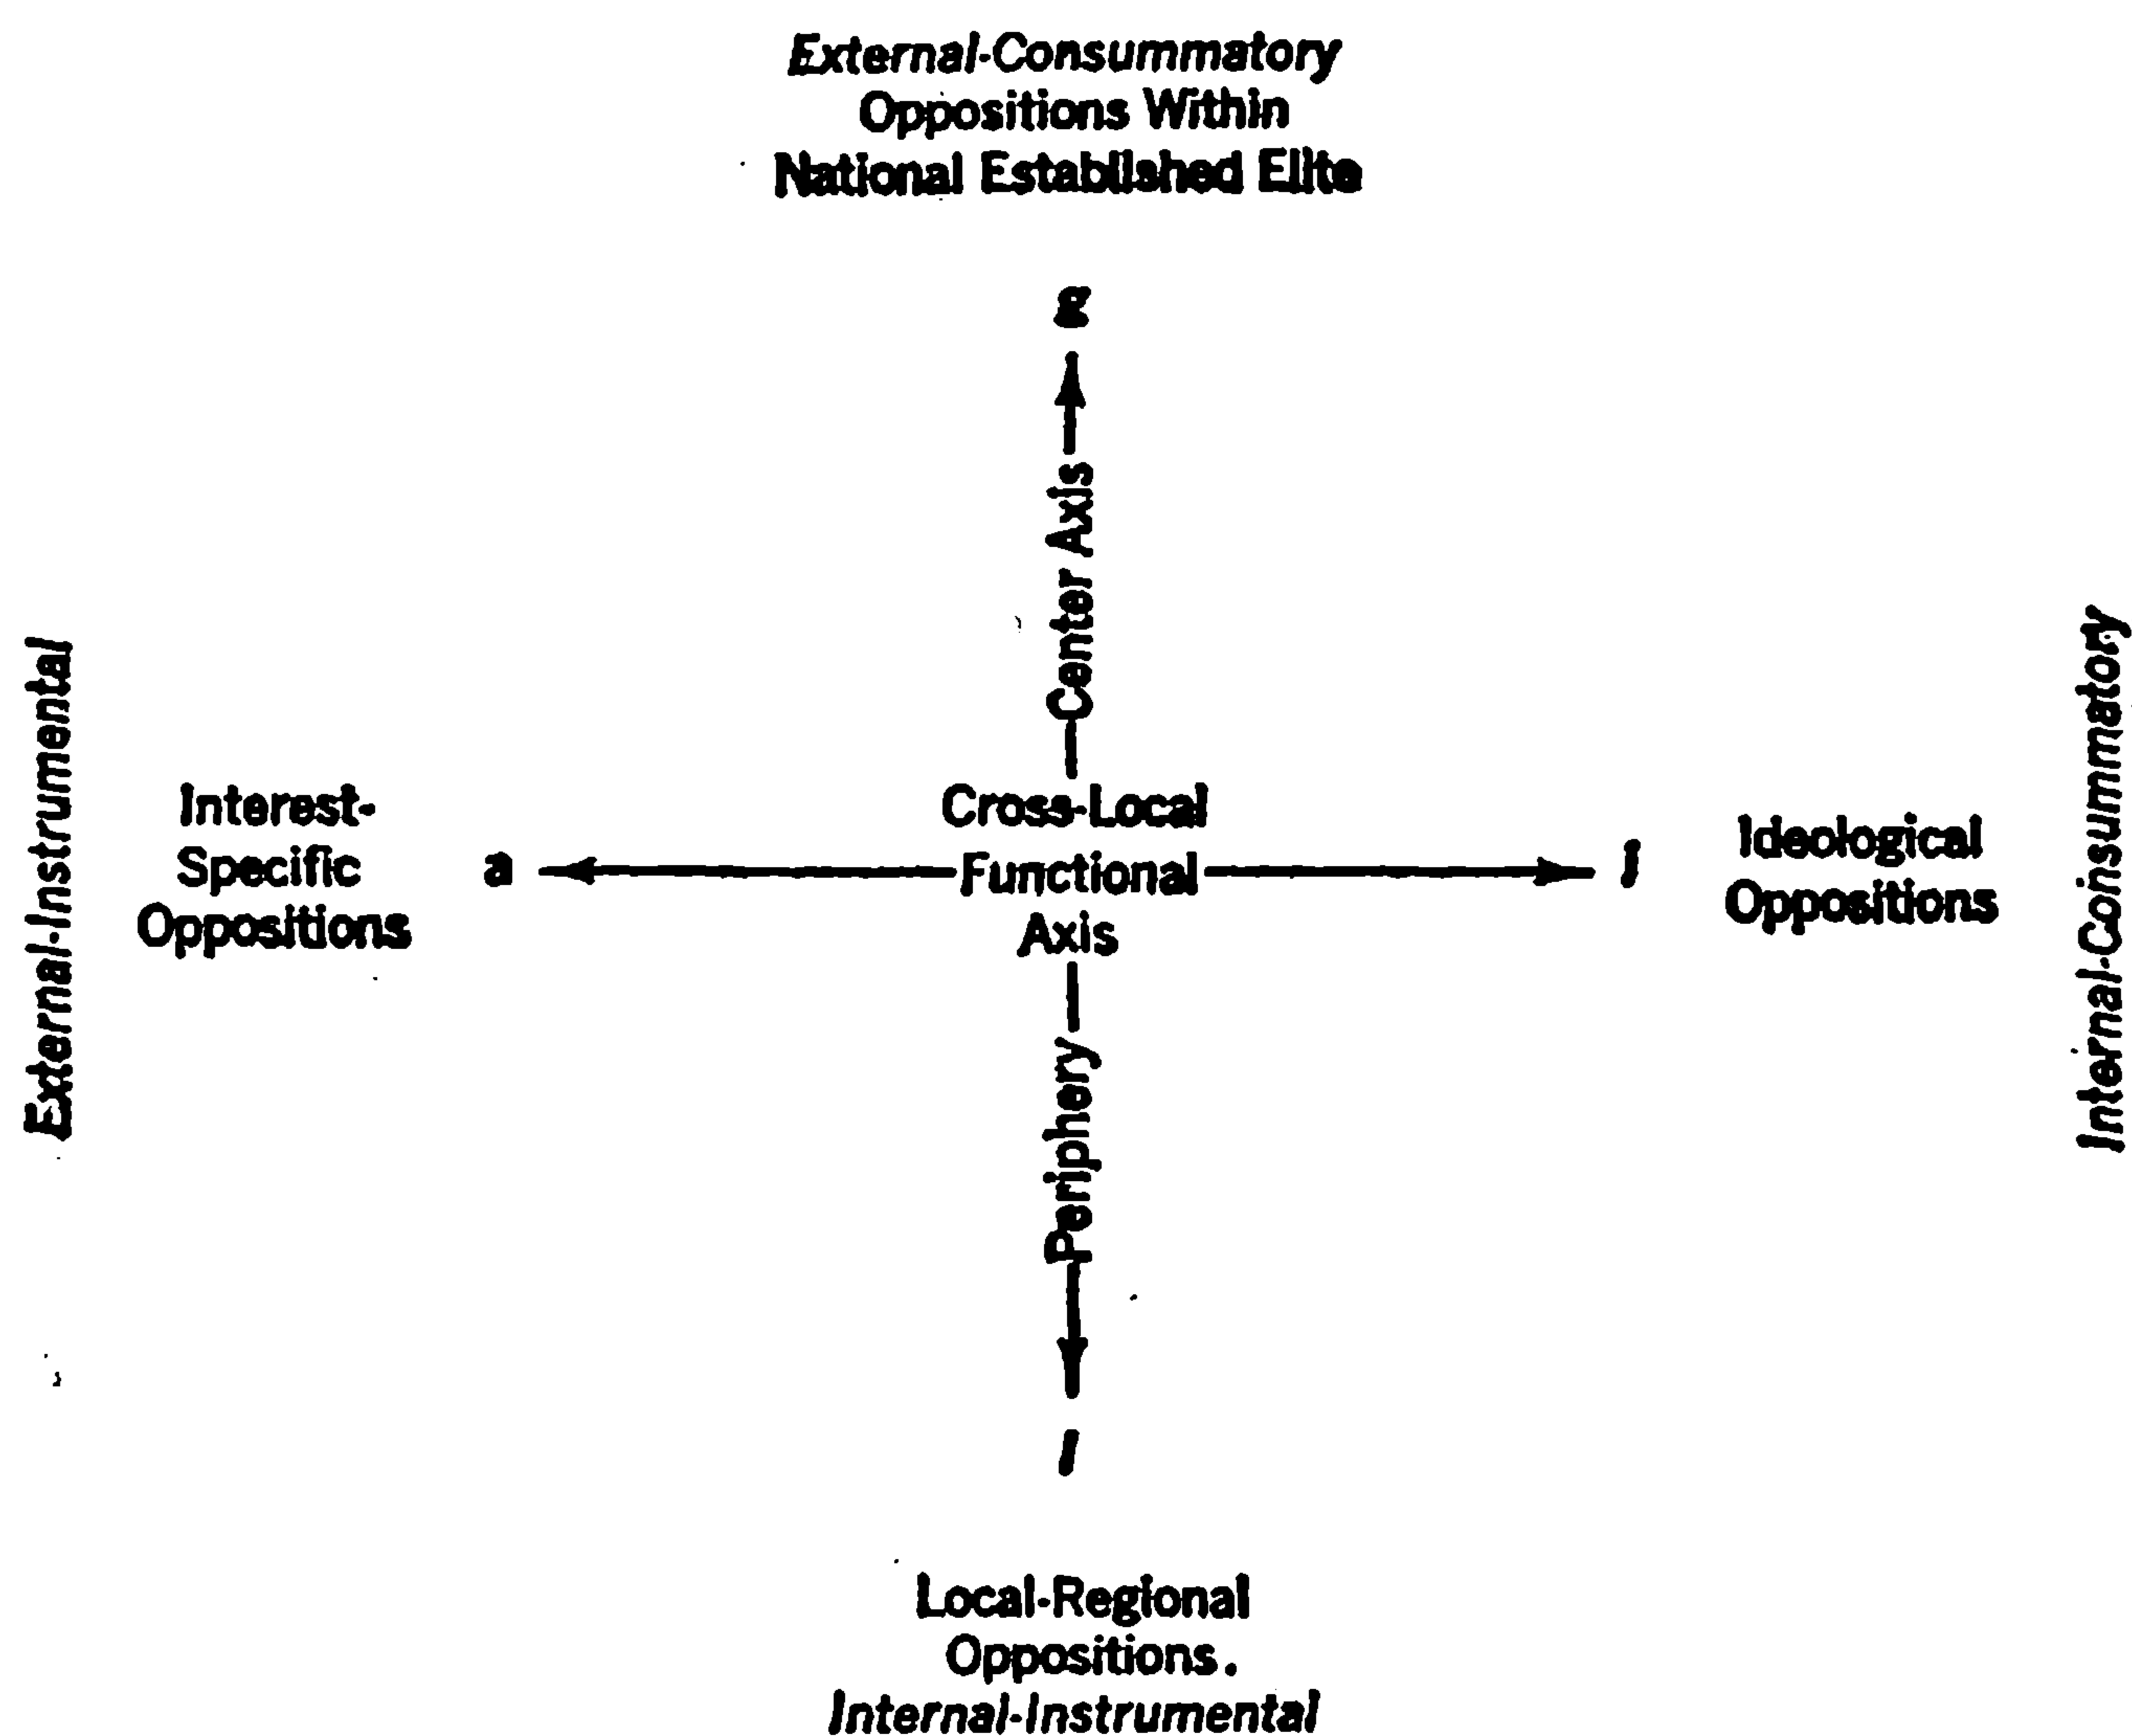 External-Consummatory
Oppositions Within
National Established Elite
g
Center Axis
External-Instrumental
Interest-
Specific
Oppositions
a
Cross-Local
Functional
Axis
j
Ideological
Oppositions
Internal-Consummatory
Periphery
l
Local-Regional
Oppositions.
Internal-Instrumental